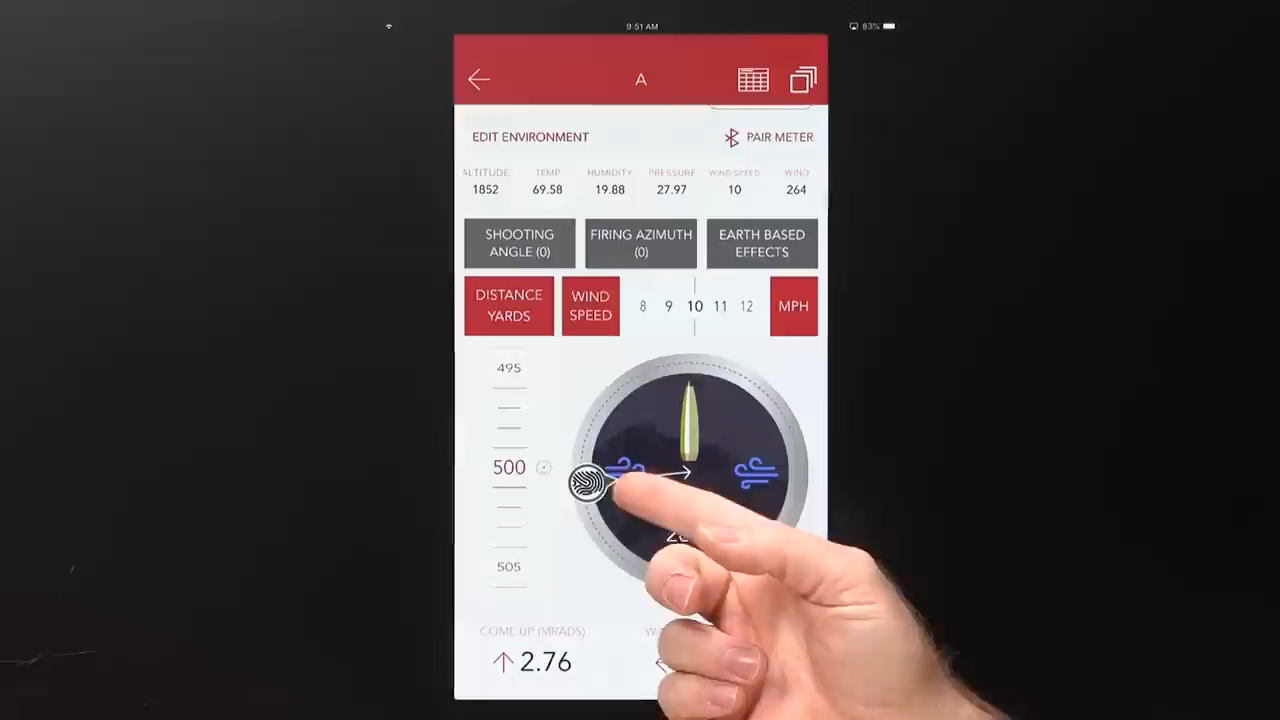 9:51 AM
83%
A
EDIT ENVIRONMENT
PAIR METER
ALTITUDE TEMP HUMIDITY PRESSURE WIND SPEED WIND
1852 69.58 19.88 27.97 10 264
SHOOTING ANGLE (0)
FIRING AZIMUTH (0)
EARTH BASED EFFECTS
DISTANCE YARDS
WIND SPEED
8 9 10 11 12
MPH
495
500
505
COME UP (MRADS)
2.76